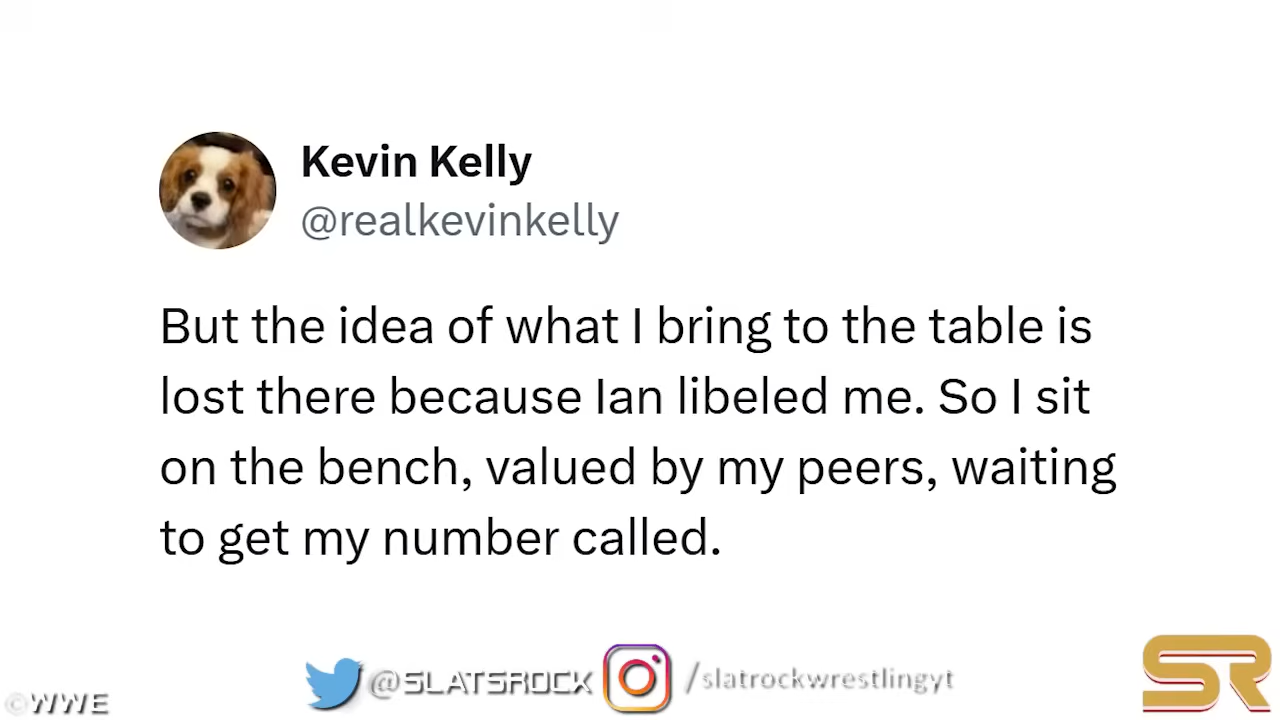 Kevin Kelly
@realkevinkelly
But the idea of what I bring to the table is
lost there because Ian libeled me. So I sit
on the bench, valued by my peers, waiting
to get my number called.
@SLATSROCK /slatrockwrestlingyt
SR
©WWE